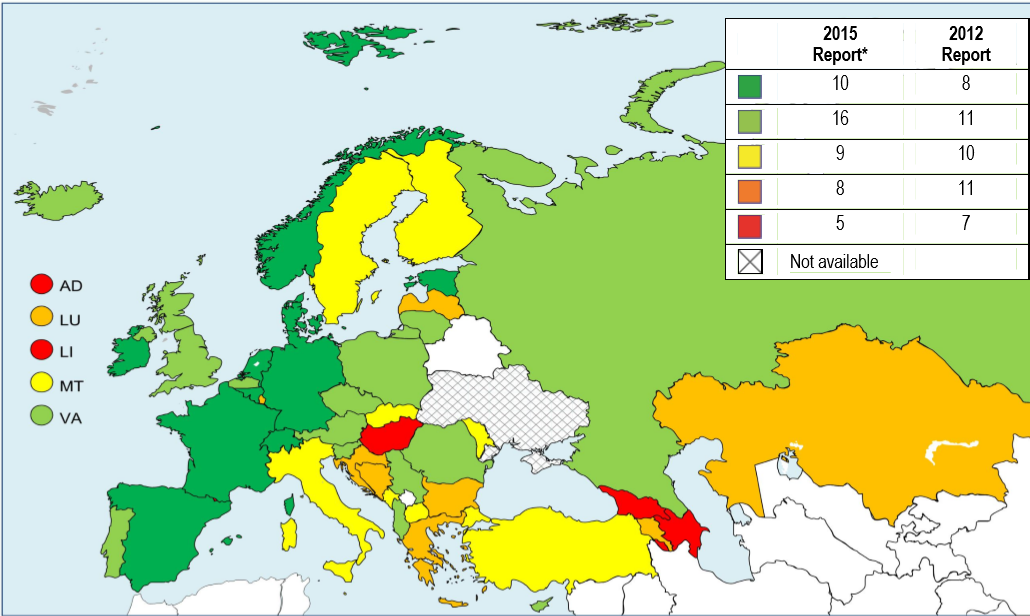 2015 2012
Report* Report
10 8
16 11
9 10
8 11
5 7
Not available
AD
LU
LI
MT
VA